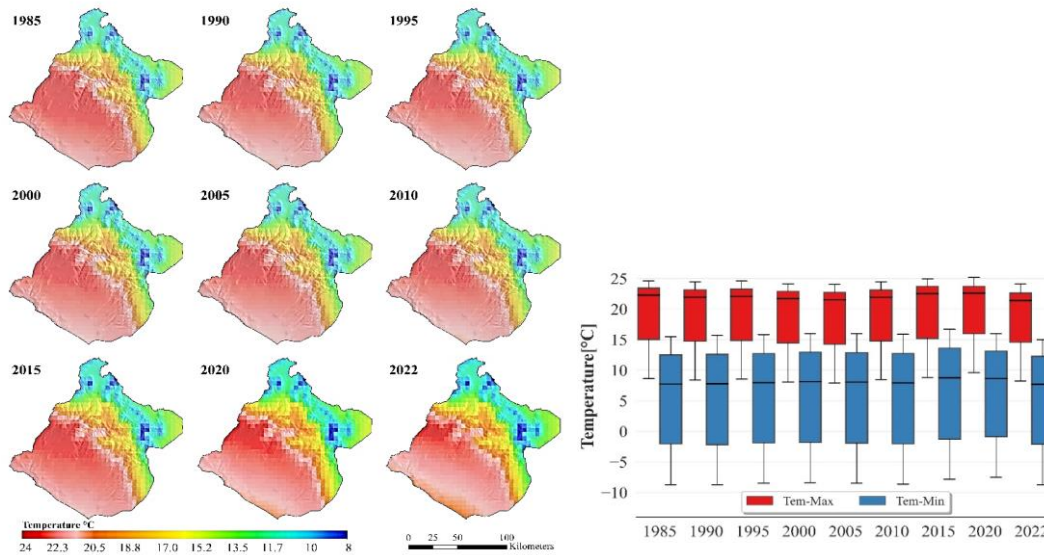 1985
1990
1995
2000
2005
2010
2015
2020
2022
Temperature °C
24 22.3 20.5 18.8 17.0 15.2 13.5 11.7 10 8
0 25 50 100
Kilometers
Temperature[°C]
25
20
15
10
5
0
−5
−10
Tem-Max Tem-Min
1985 1990 1995 2000 2005 2010 2015 2020 2022